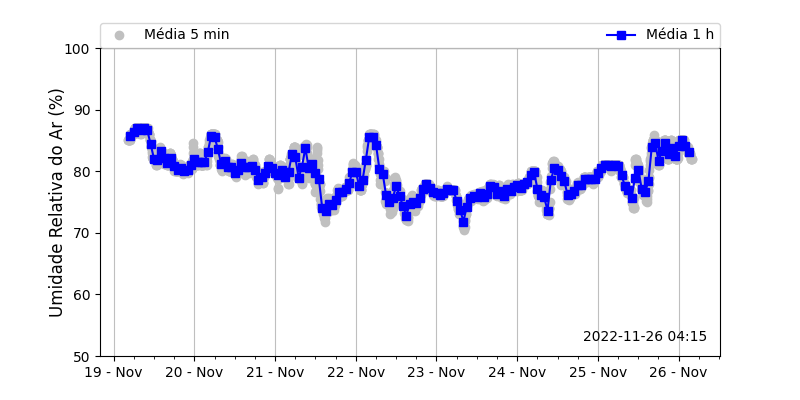 Média 5 min
Média 1 h
Umidade Relativa do Ar (%)
100
90
80
70
60
50
2022-11-26 04:15
19 - Nov
20 - Nov
21 - Nov
22 - Nov
23 - Nov
24 - Nov
25 - Nov
26 - Nov